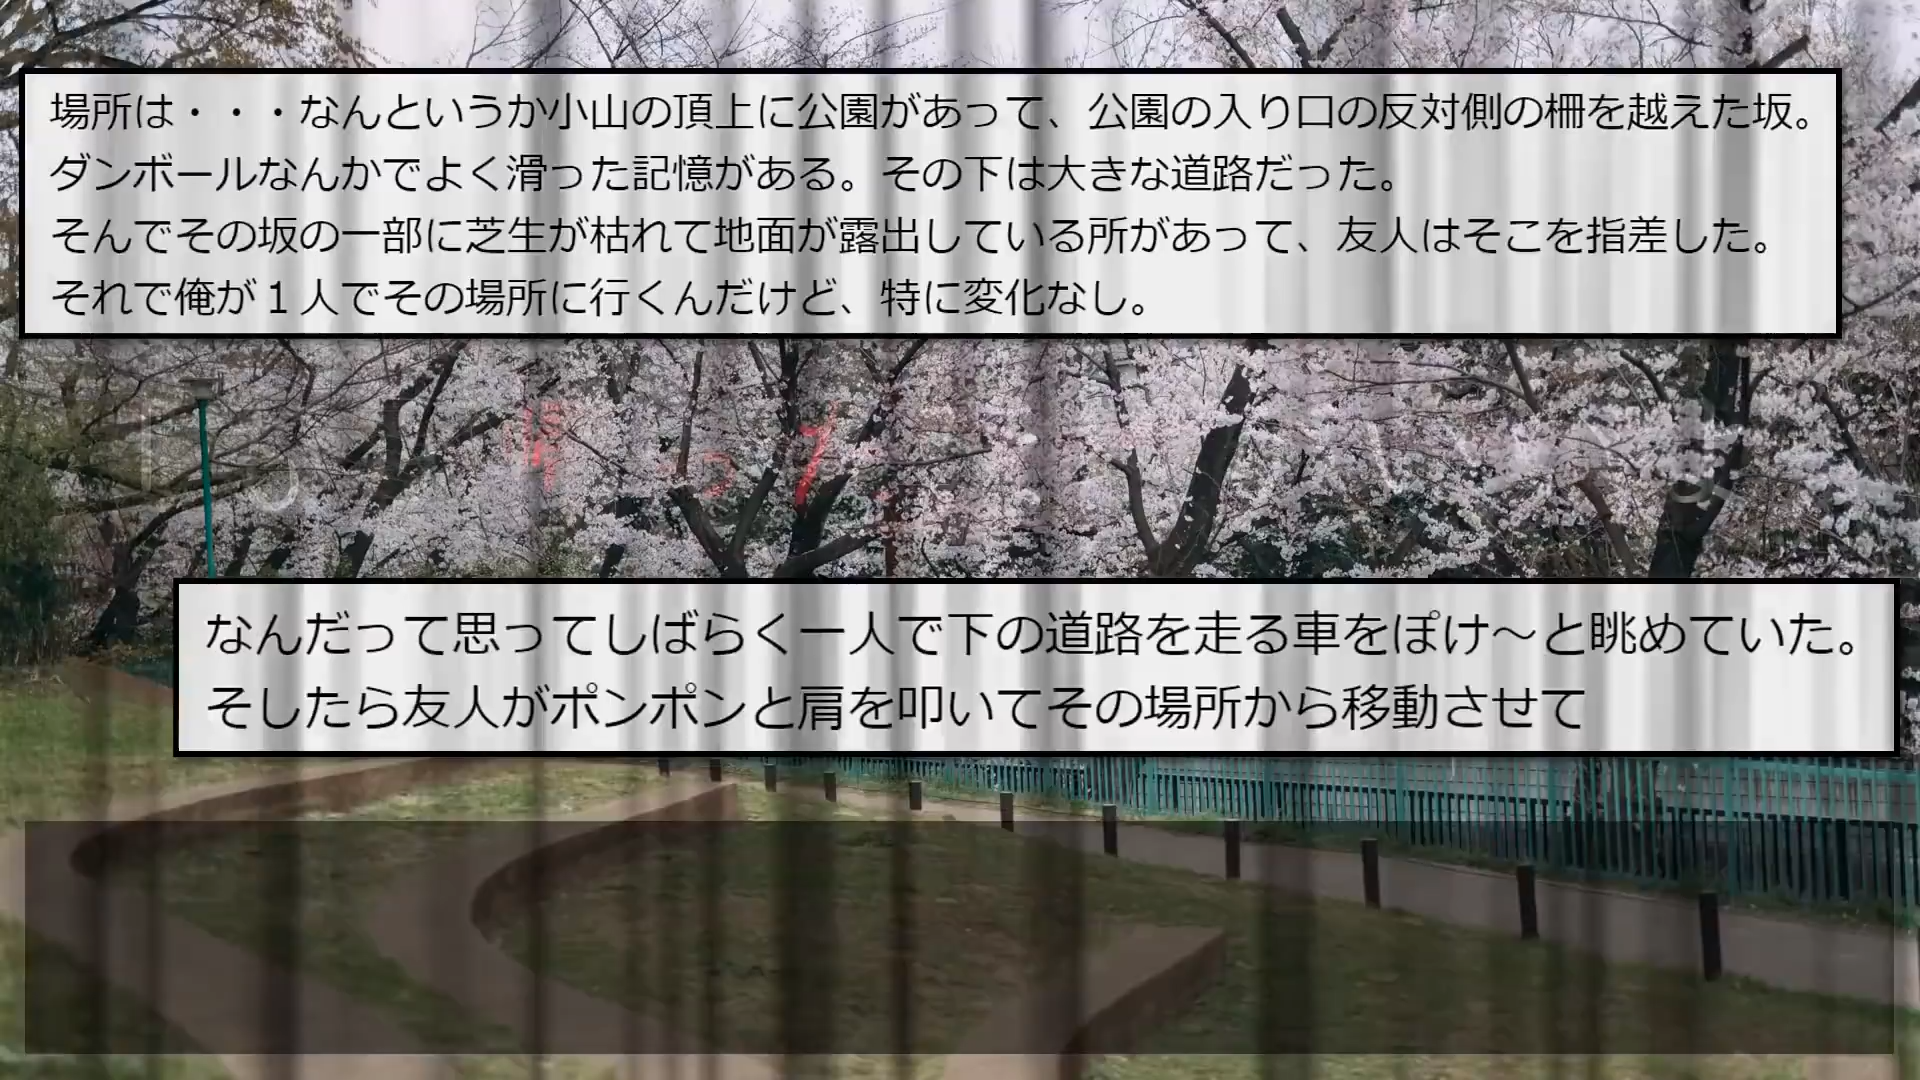 場所は・・・なんというか小山の頂上に公園があって、公園の入り口の反対側の柵を越えた坂。
ダンボールなんかでよく滑った記憶がある。その下は大きな道路だった。
そんでその坂の一部に芝生が枯れて地面が露出している所があって、友人はそこを指差した。
それで俺が１人でその場所に行くんだけど、特に変化なし。
なんだって思ってしばらく一人で下の道路を走る車をぽけ～と眺めていた。
そしたら友人がポンポンと肩を叩いてその場所から移動させて